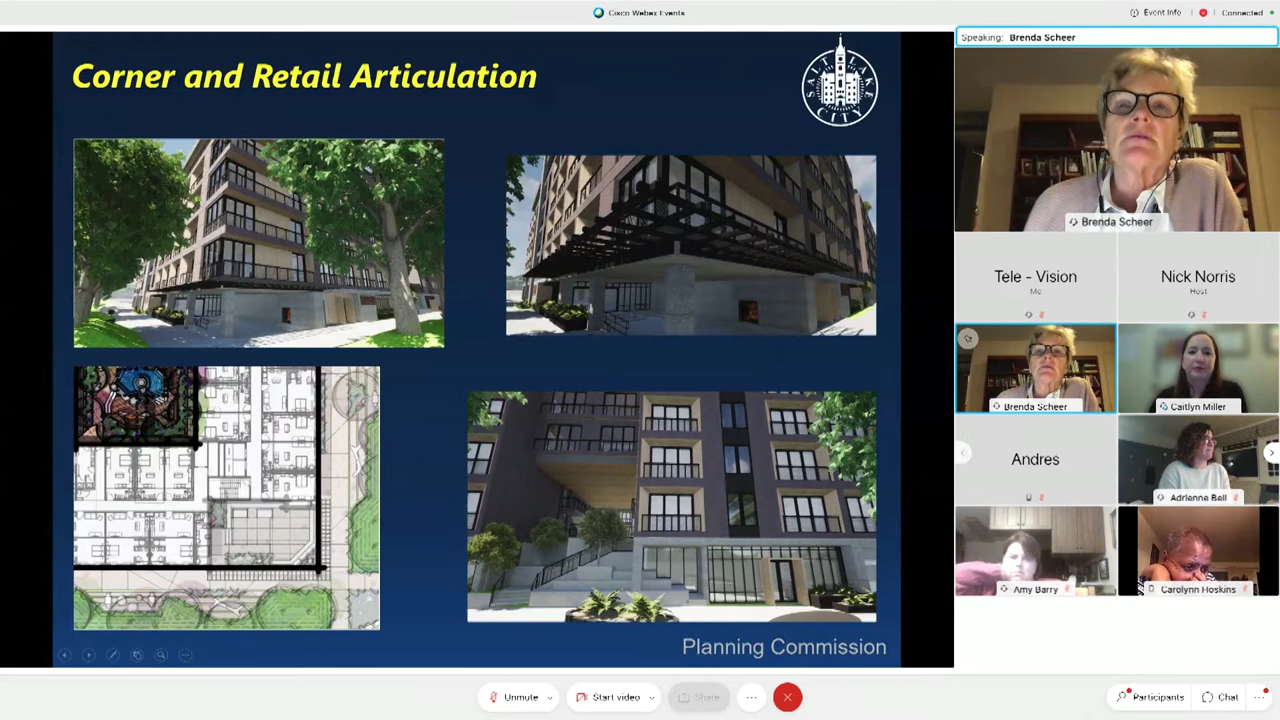 Cisco Webex Events
Event Info
Connected
Corner and Retail Articulation
SALT LAKE CITY
Planning Commission
Speaking: Brenda Scheer
Brenda Scheer
Tele - Vision
Me
Nick Norris
Host
Brenda Scheer
Caitlyn Miller
Andres
Adrienne Bell
Amy Barry
Carolynn Hoskins
Unmute
Start video
Share
Participants
Chat